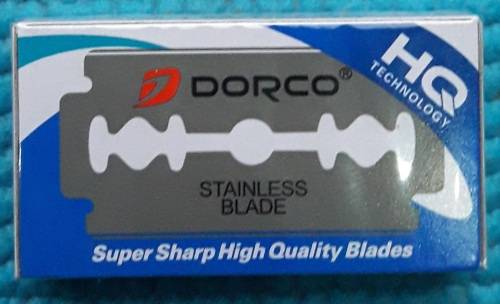 HQ
TECHNOLOGY
DORCO®
STAINLESS
BLADE
Super Sharp High Quality Blades